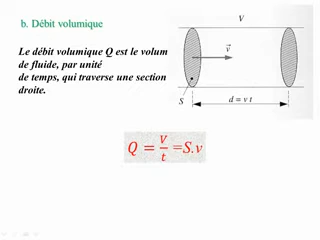 b. Débit volumique
V
Le débit volumique Q est le volum
de fluide, par unité
de temps, qui traverse une section
droite.
v⃗
S
d = v t
Q = V/t =S.v